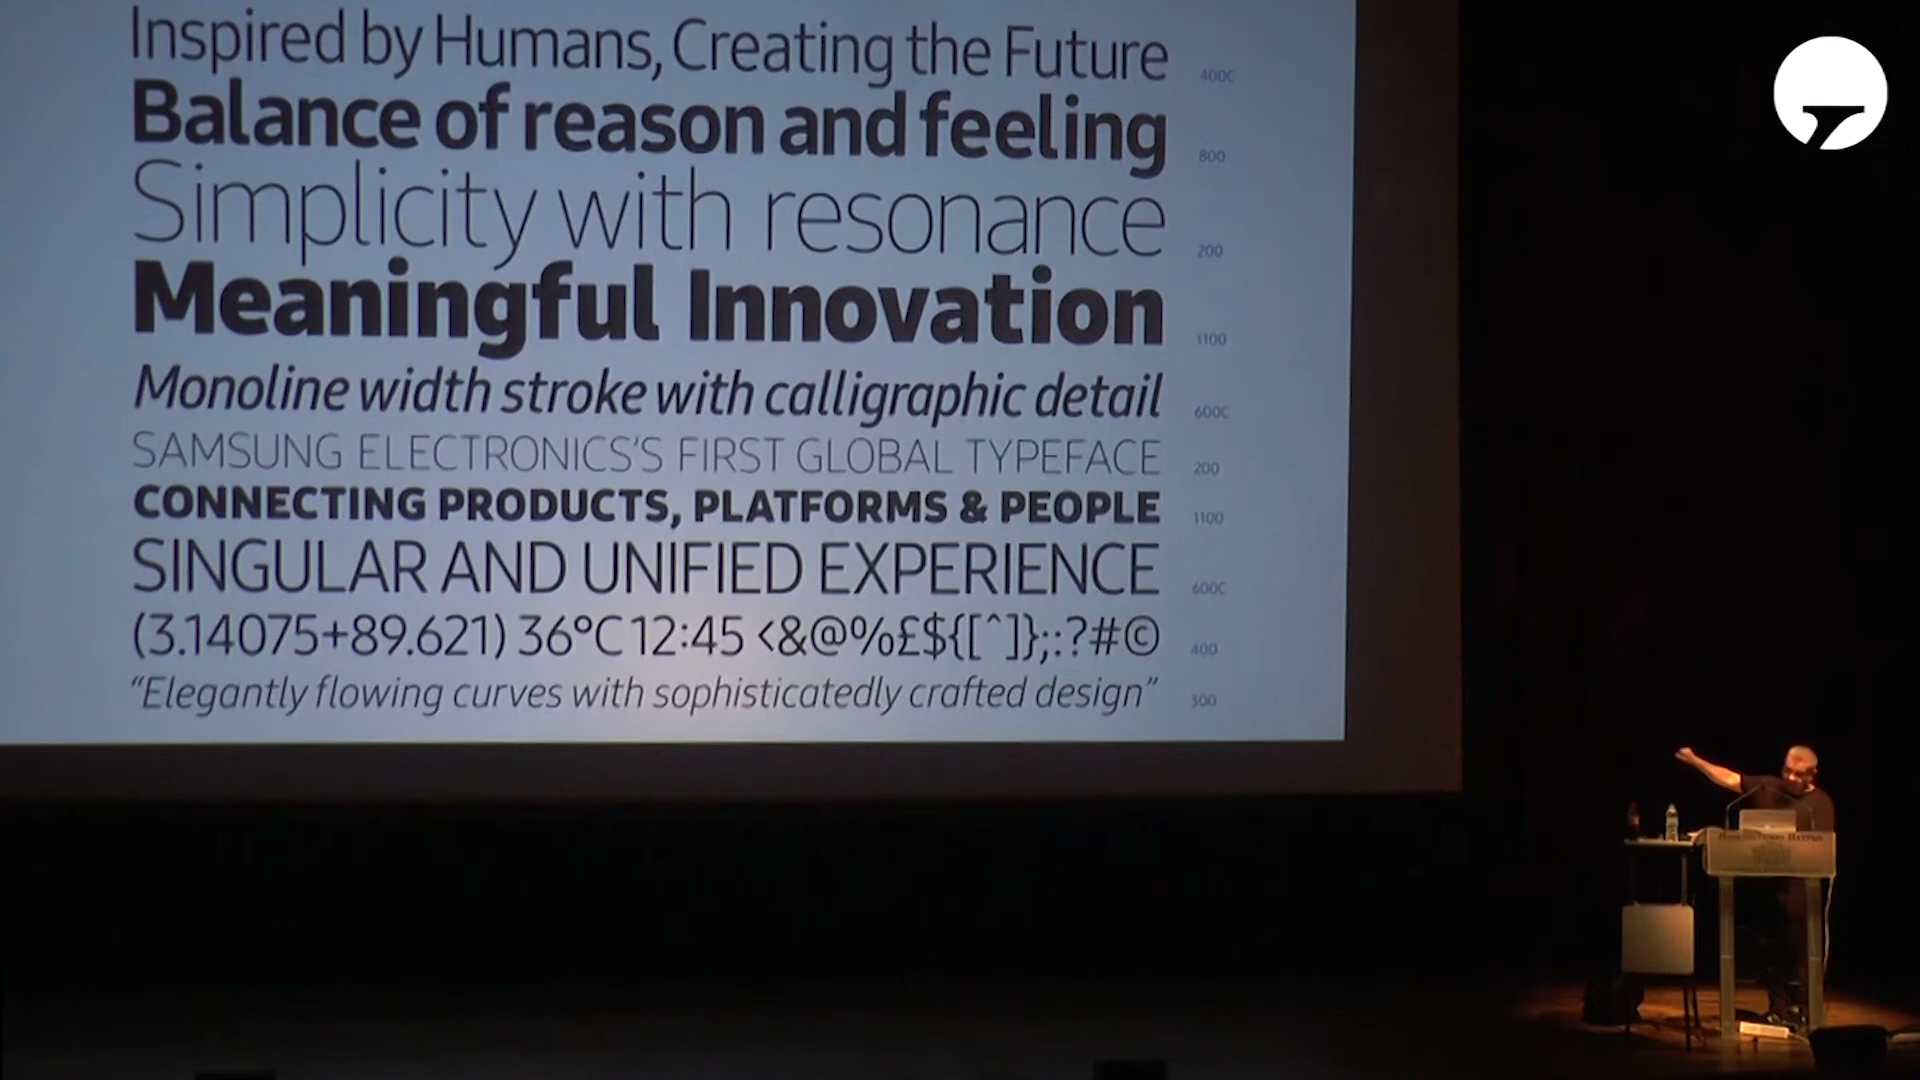 Inspired by Humans, Creating the Future 400C
Balance of reason and feeling 800
Simplicity with resonance 200
Meaningful Innovation 1100
Monoline width stroke with calligraphic detail 600C
SAMSUNG ELECTRONICS'S FIRST GLOBAL TYPEFACE 200
CONNECTING PRODUCTS, PLATFORMS & PEOPLE 1100
SINGULAR AND UNIFIED EXPERIENCE 600C
(3.14075+89.621) 36°C 12:45 <&@%£${[^]};:?#© 400
“Elegantly flowing curves with sophisticatedly crafted design” 300